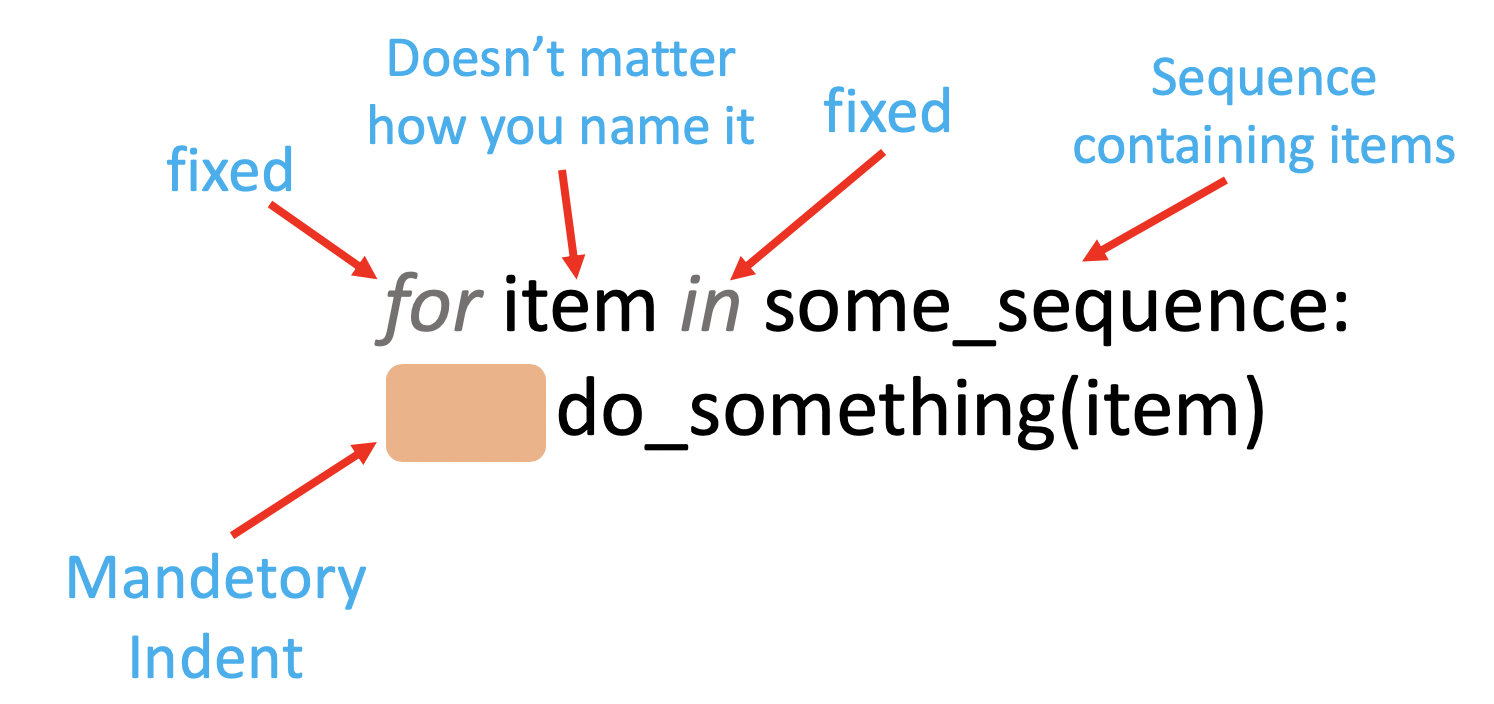 Doesn't matter
how you name it
fixed
Sequence
containing items
fixed
for item in some_sequence:
do_something(item)
Mandetory
Indent